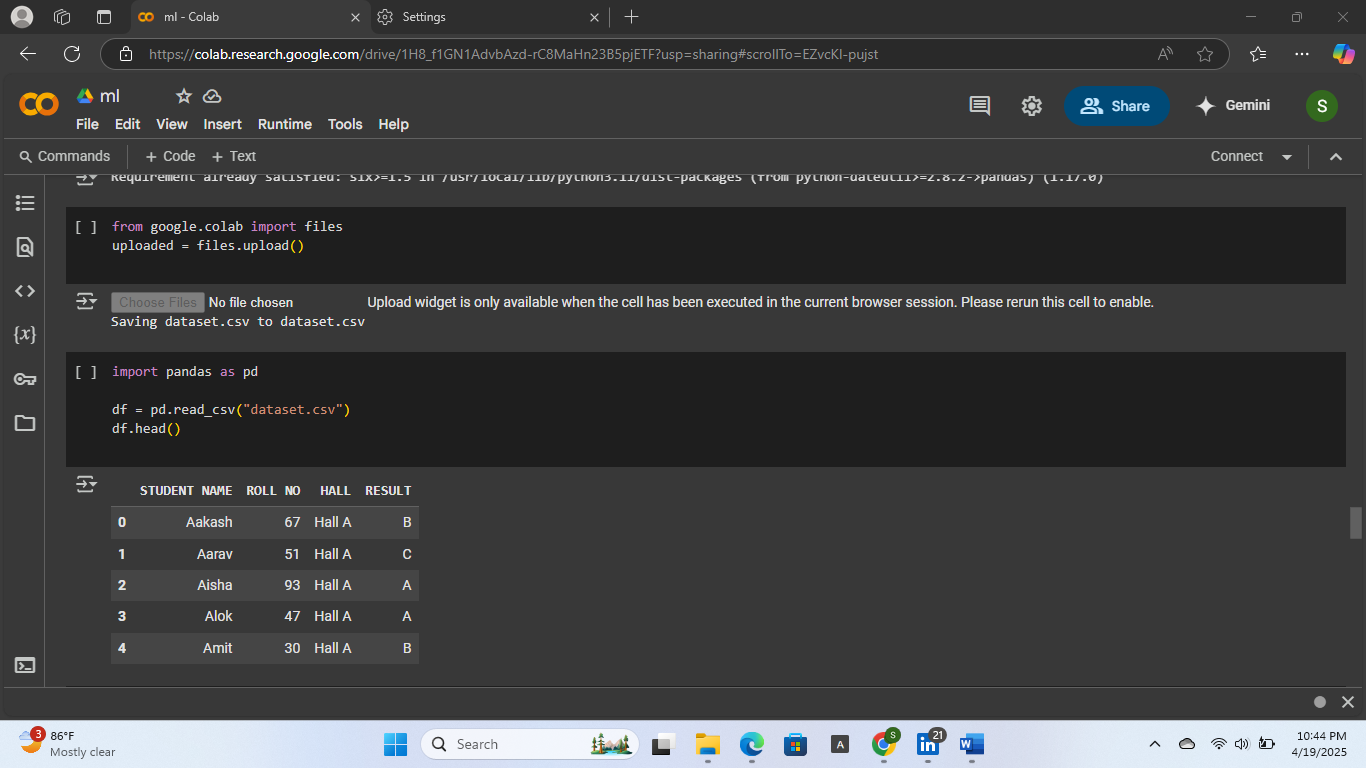 ml - Colab
Settings
https://colab.research.google.com/drive/1H8_f1GN1AdvbAzd-rC8MaHn23B5pjETF?usp=sharing#scrollTo=EZvcKI-pujst
ml
Share
Gemini
S
File Edit View Insert Runtime Tools Help
Commands + Code + Text Connect
Requirement already satisfied: six>=1.5 in /usr/local/lib/python3.11/dist-packages (from python-dateutil>=2.8.2->pandas) (1.17.0)
[ ] from google.colab import files
uploaded = files.upload()
Choose Files No file chosen Upload widget is only available when the cell has been executed in the current browser session. Please rerun this cell to enable.
Saving dataset.csv to dataset.csv
[ ] import pandas as pd
df = pd.read_csv("dataset.csv")
df.head()
STUDENT NAME ROLL NO HALL RESULT
0 Aakash 67 Hall A B
1 Aarav 51 Hall A C
2 Aisha 93 Hall A A
3 Alok 47 Hall A A
4 Amit 30 Hall A B
3
86°F
Mostly clear
Search
A
S
21
10:44 PM
4/19/2025